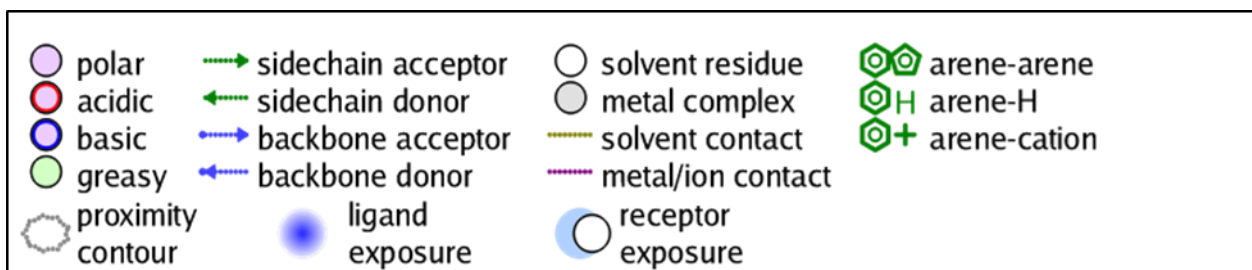 polar sidechain acceptor solvent residue arene-arene
acidic sidechain donor metal complex H arene-H
basic backbone acceptor solvent contact + arene-cation
greasy backbone donor metal/ion contact
proximity contour
ligand exposure
receptor exposure